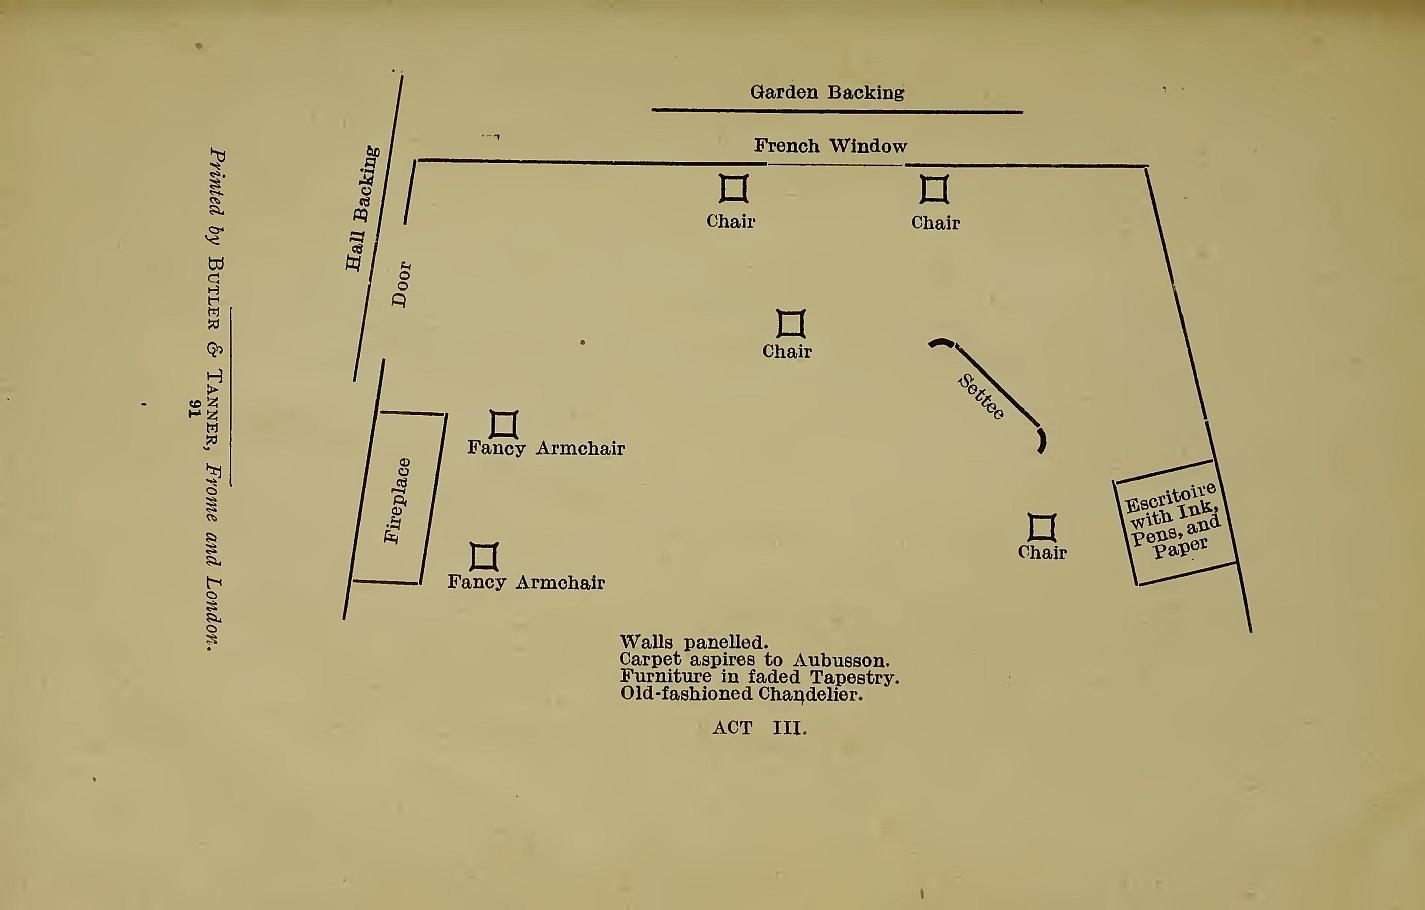 Garden Backing
French Window
Hall Backing
Door
Chair
Chair
Chair
Settee
Fancy Armchair
Fireplace
Fancy Armchair
Chair
Escritoire
with Ink,
Pens, and
Paper
Walls panelled.
Carpet aspires to Aubusson.
Furniture in faded Tapestry.
Old-fashioned Chandelier.
ACT III.
Printed by BUTLER & TANNER, Frome and London.
91